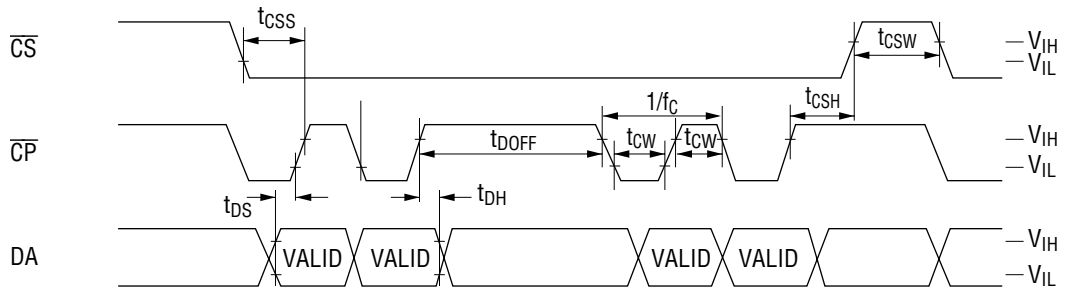 CS
tCSS
tCSW
VIH
VIL
CP
tDOFF
1/fC
tCW
tCW
tCSH
VIH
VIL
tDS
tDH
DA
VALID
VALID
VALID
VALID
VIH
VIL